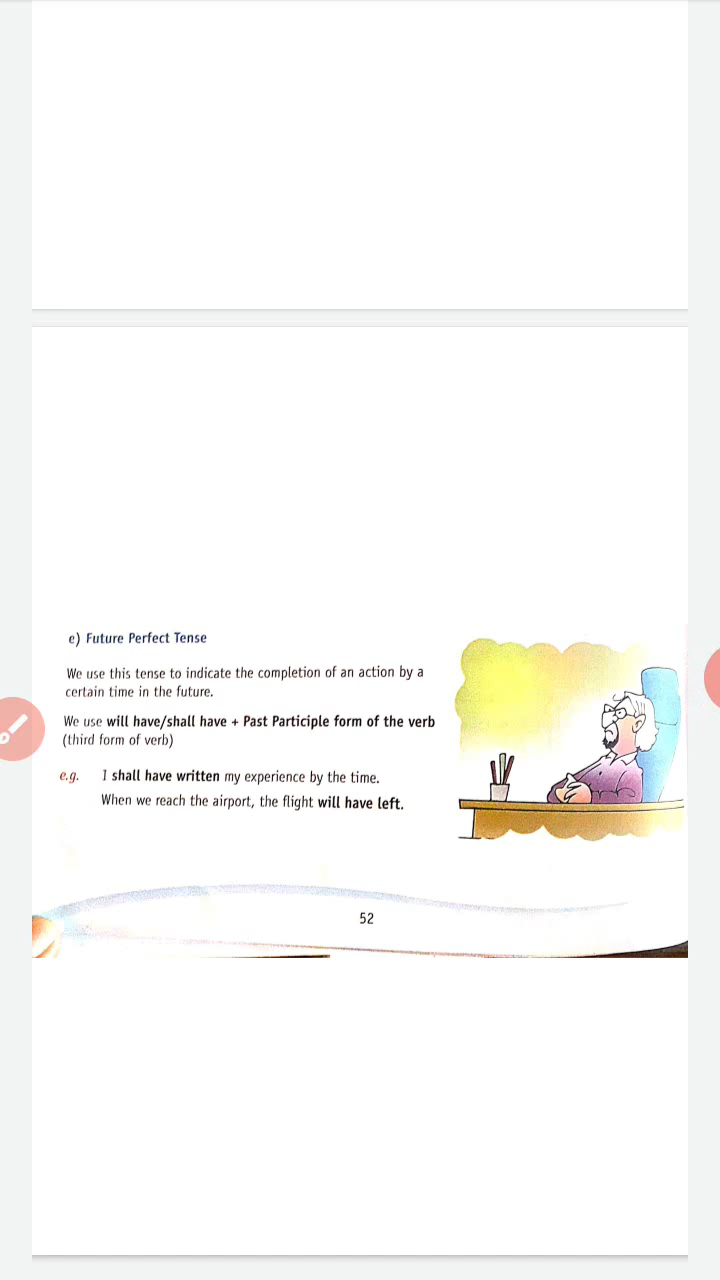 e) Future Perfect Tense
We use this tense to indicate the completion of an action by a
certain time in the future.
We use will have/shall have + Past Participle form of the verb
(third form of verb)
e.g. I shall have written my experience by the time.
When we reach the airport, the flight will have left.
52